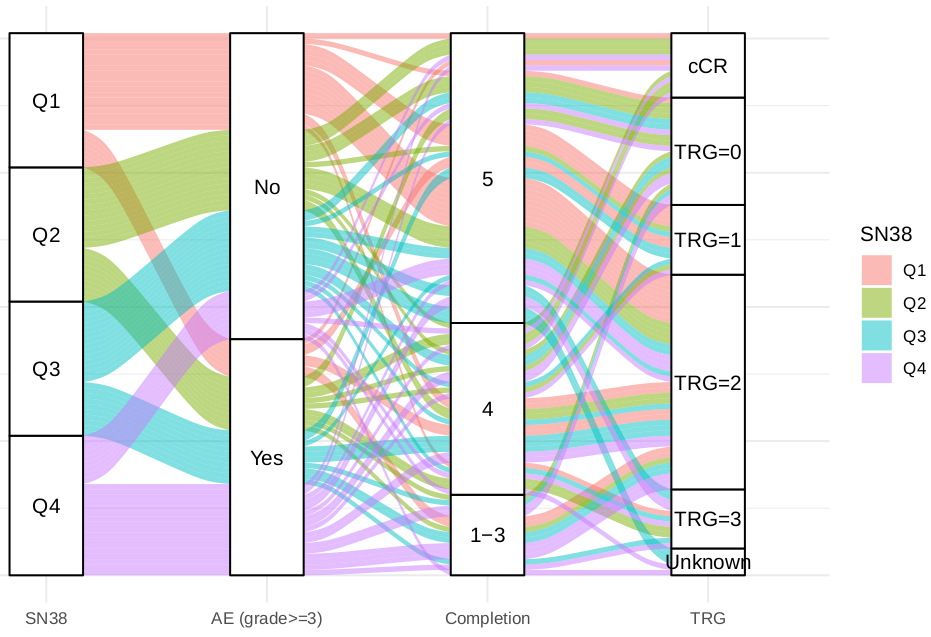 Q1
Q2
Q3
Q4
No
Yes
5
4
1−3
cCR
TRG=0
TRG=1
TRG=2
TRG=3
Unknown
SN38
AE (grade>=3)
Completion
TRG
SN38
Q1
Q2
Q3
Q4